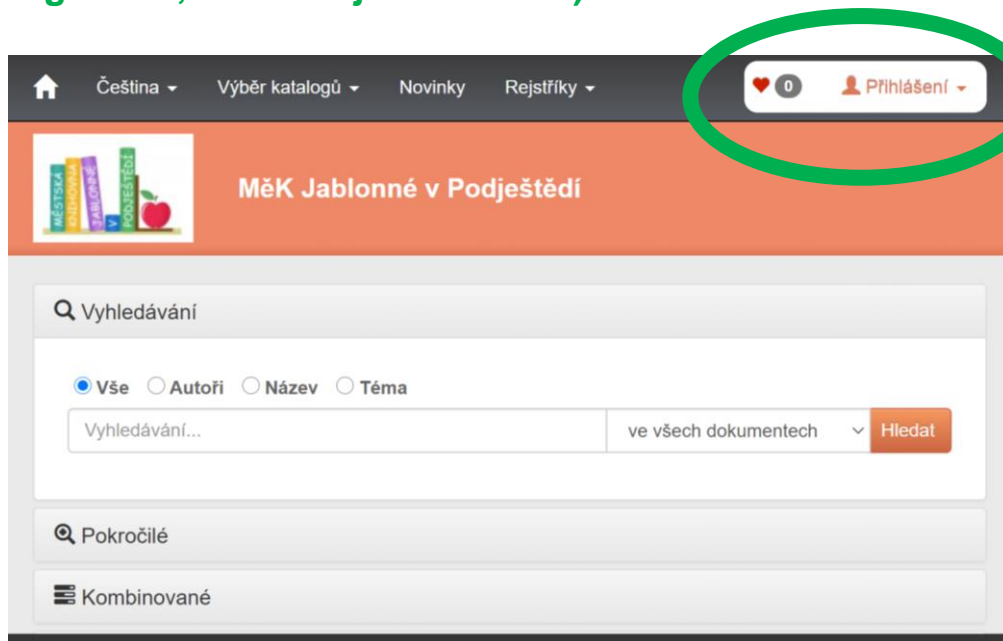 Čeština
Výběr katalogů
Novinky
Rejstříky
0
Přihlášení
MĚSTSKÁ
KNIHOVNA
JABLONNÉ
V
PODJEŠTĚDÍ
MěK Jablonné v Podještědí
Vyhledávání
Vše Autoři Název Téma
Vyhledávání... ve všech dokumentech Hledat
Pokročilé
Kombinované